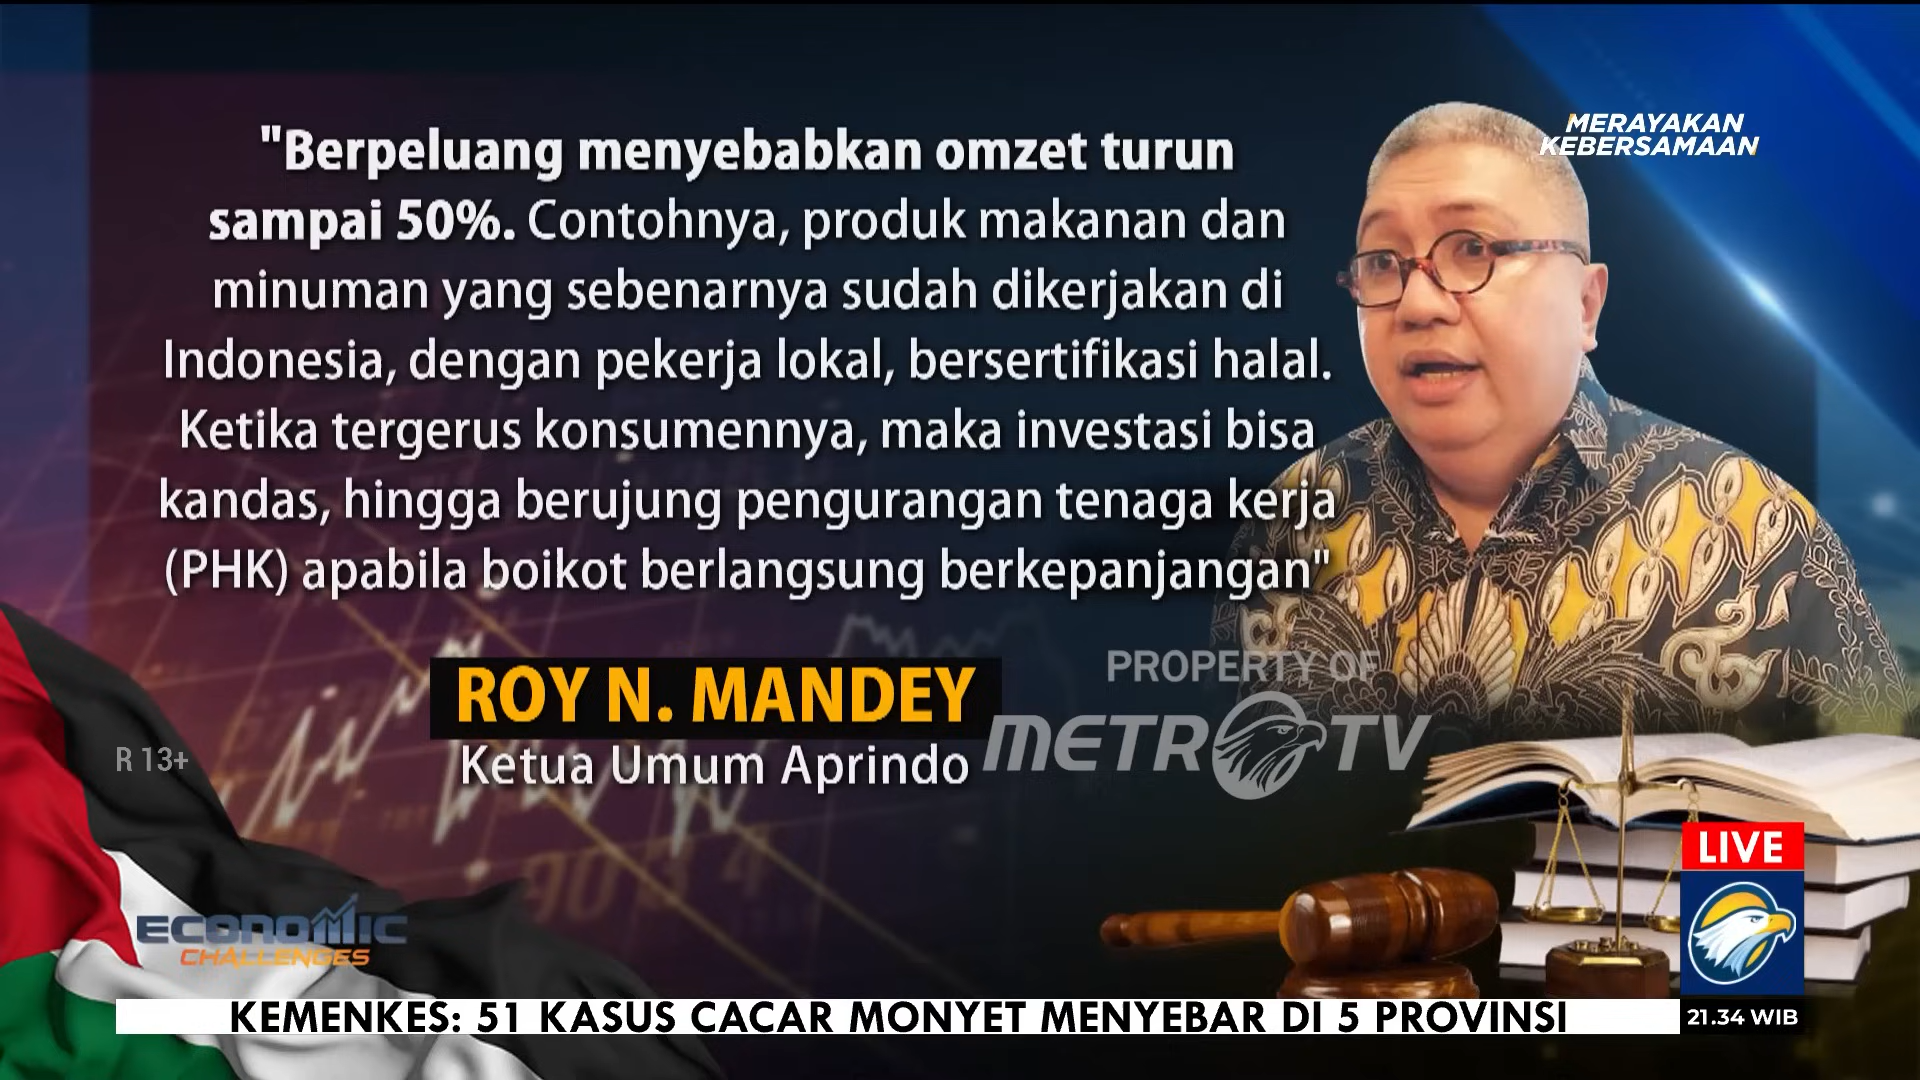 MERAYAKAN
KEBERSAMAAN
"Berpeluang menyebabkan omzet turun
sampai 50%. Contohnya, produk makanan dan
minuman yang sebenarnya sudah dikerjakan di
Indonesia, dengan pekerja lokal, bersertifikasi halal.
Ketika tergerus konsumennya, maka investasi bisa
kandas, hingga berujung pengurangan tenaga kerja
(PHK) apabila boikot berlangsung berkepanjangan"
ROY N. MANDEY
Ketua Umum Aprindo
PROPERTY OF
METRO TV
R 13+
LIVE
ECONOMIC
CHALLENGES
KEMENKES: 51 KASUS CACAR MONYET MENYEBAR DI 5 PROVINSI
21.34 WIB